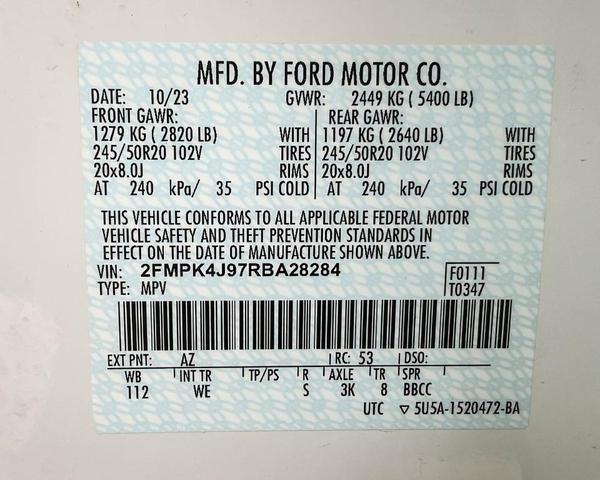 MFD. BY FORD MOTOR CO.
DATE: 10/23 GVWR: 2449 KG ( 5400 LB)
FRONT GAWR: REAR GAWR:
1279 KG ( 2820 LB) WITH 1197 KG ( 2640 LB) WITH
245/50R20 102V TIRES 245/50R20 102V TIRES
20x8.0J RIMS 20x8.0J RIMS
AT 240 kPa/ 35 PSI COLD AT 240 kPa/ 35 PSI COLD
THIS VEHICLE CONFORMS TO ALL APPLICABLE FEDERAL MOTOR
VEHICLE SAFETY AND THEFT PREVENTION STANDARDS IN
EFFECT ON THE DATE OF MANUFACTURE SHOWN ABOVE.
VIN: 2FMPK4J97RBA28284 F0111
TYPE: MPV T0347
EXT PNT: AZ RC: 53 DSO:
WB INT TR TP/PS R AXLE TR SPR
112 WE S 3K 8 BBCC
UTC ▽ 5U5A-1520472-BA